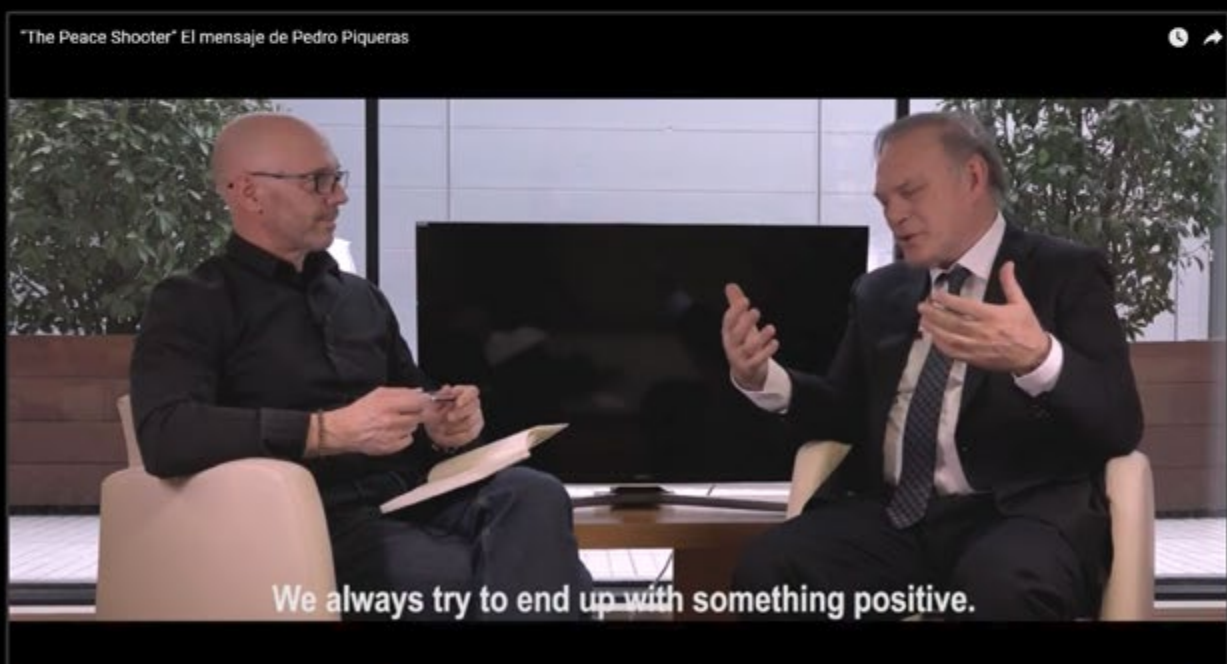 "The Peace Shooter" El mensaje de Pedro Piqueras
We always try to end up with something positive.